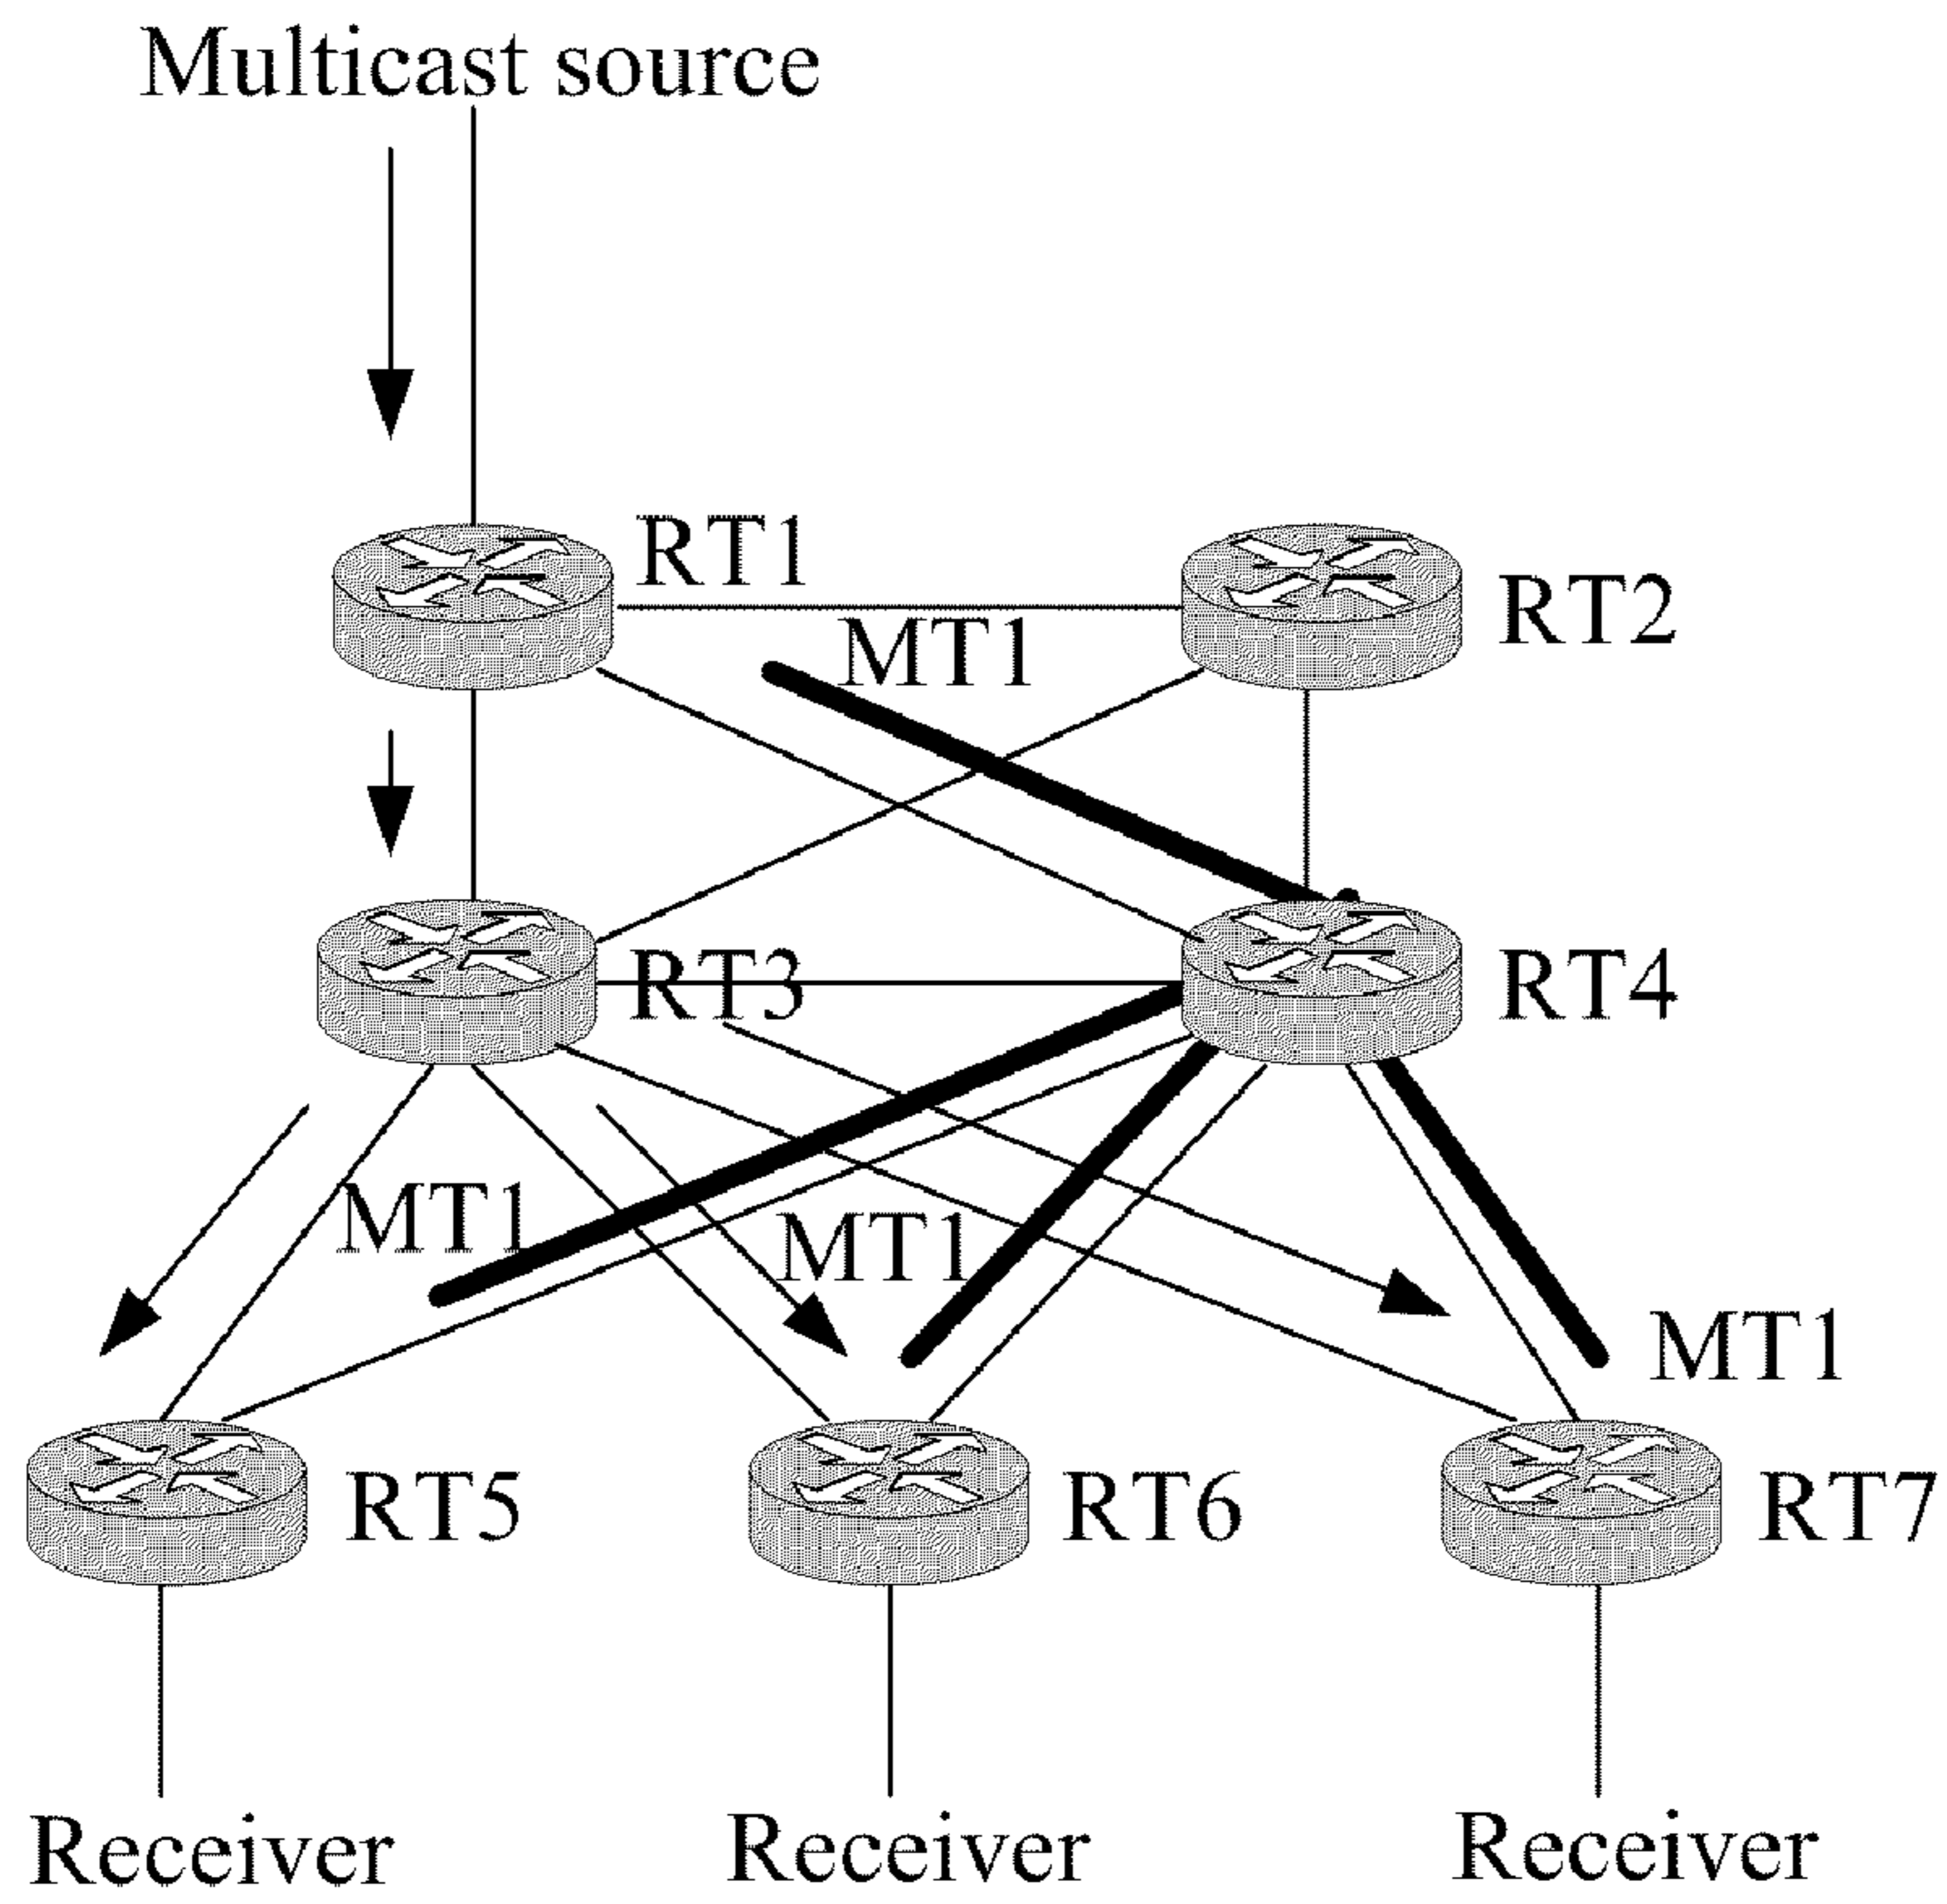 Multicast source
RT1
RT2
MT1
RT3
RT4
MT1
MT1
MT1
RT5
RT6
RT7
Receiver
Receiver
Receiver